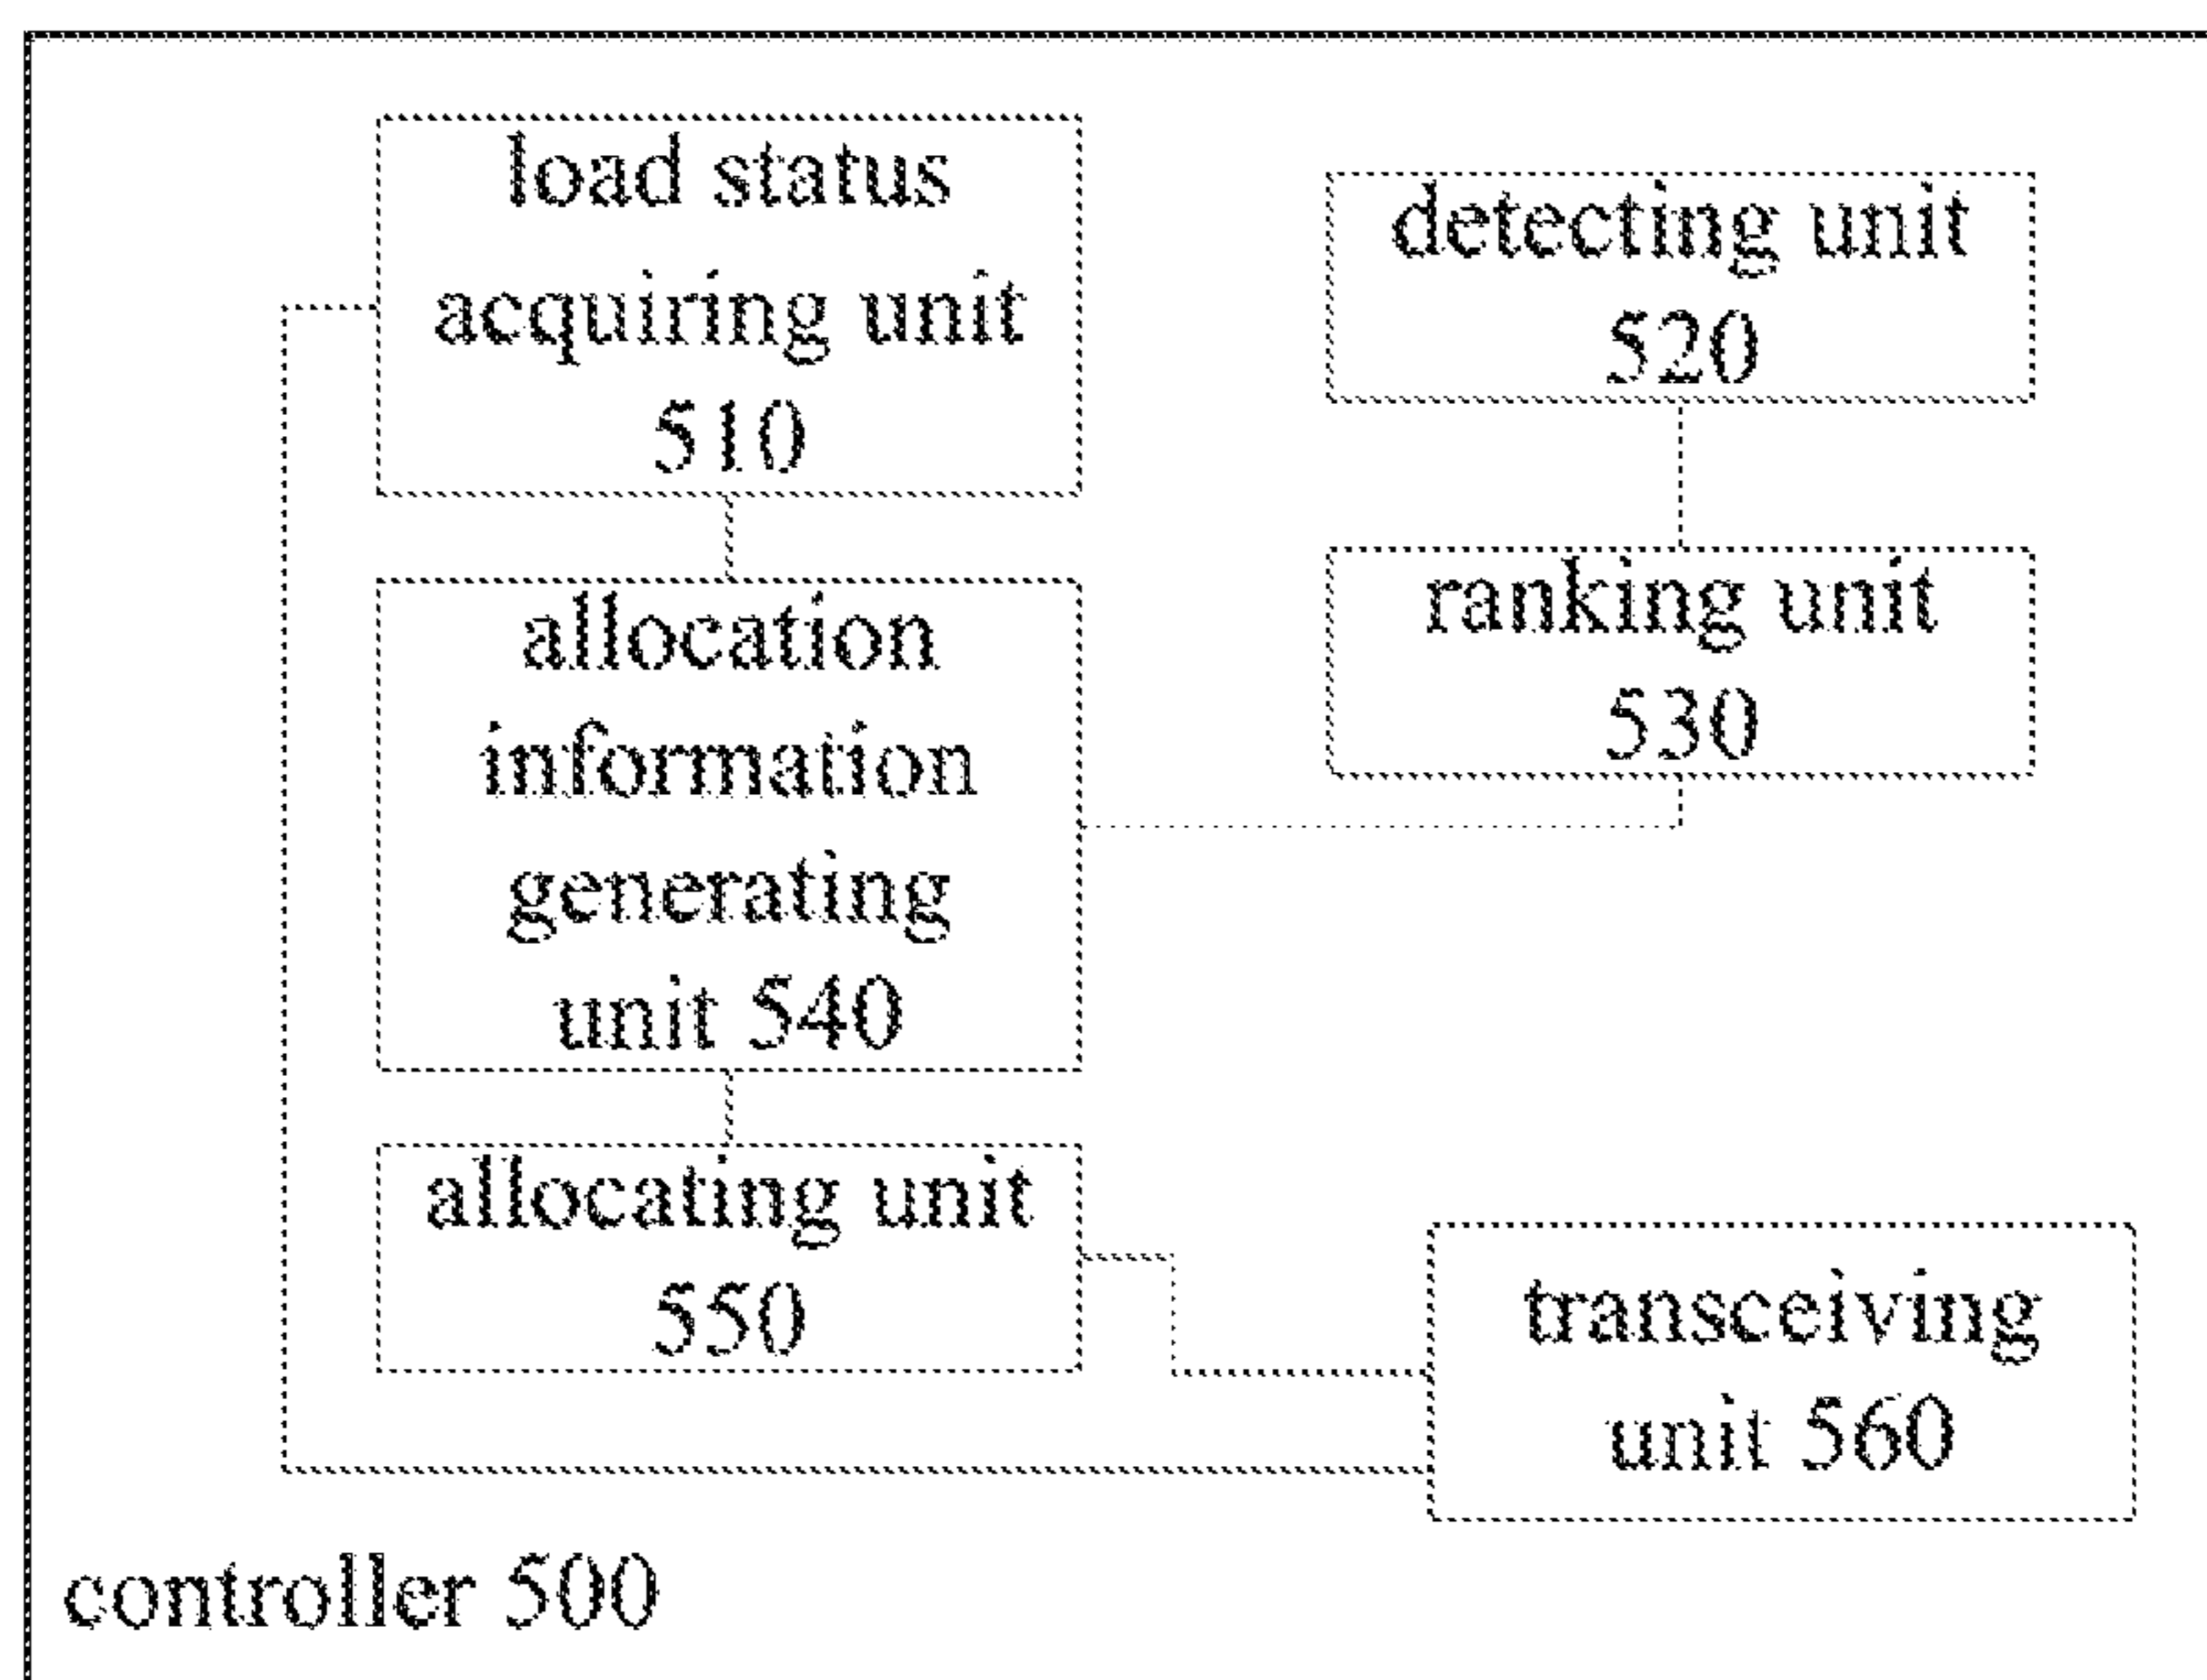 load status
acquiring unit
510
detecting unit
520
allocation
information
generating
unit 540
ranking unit
530
allocating unit
550
transceiving
unit 560
controller 500